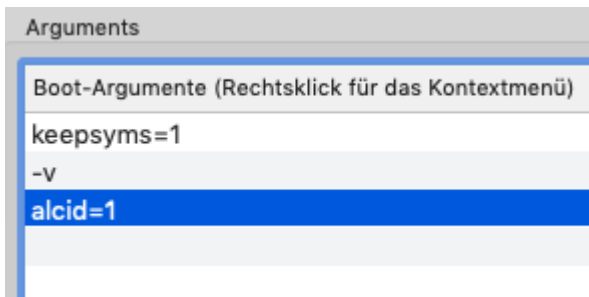 Arguments
Boot-Argumente (Rechtsklick für das Kontextmenü)
keepsyms=1
-v
alcid=1